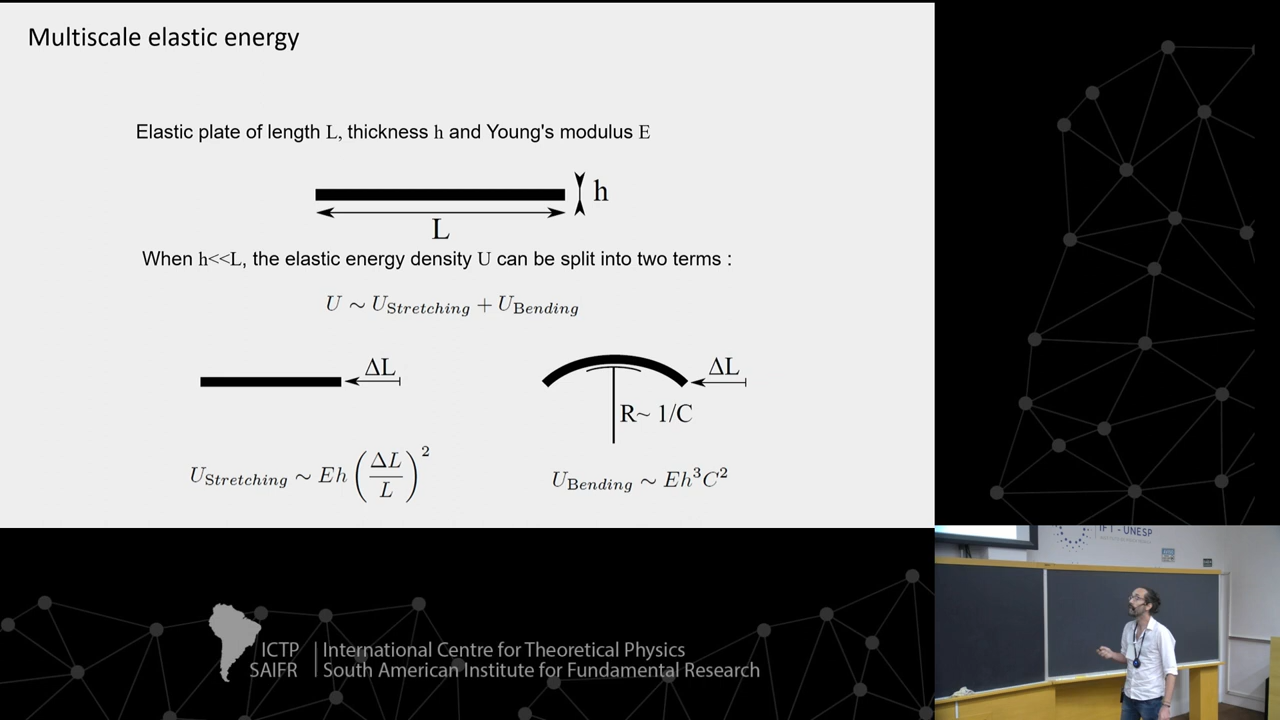 Multiscale elastic energy
Elastic plate of length L, thickness h and Young's modulus E
h
L
When h<<L, the elastic energy density U can be split into two terms :
U ∼ U_Stretching + U_Bending
ΔL
ΔL
R~ 1/C
U_Stretching ∼ Eh (ΔL/L)^2
U_Bending ∼ Eh^3C^2
IFT - UNESP
ICTP | International Centre for Theoretical Physics
SAIFR | South American Institute for Fundamental Research